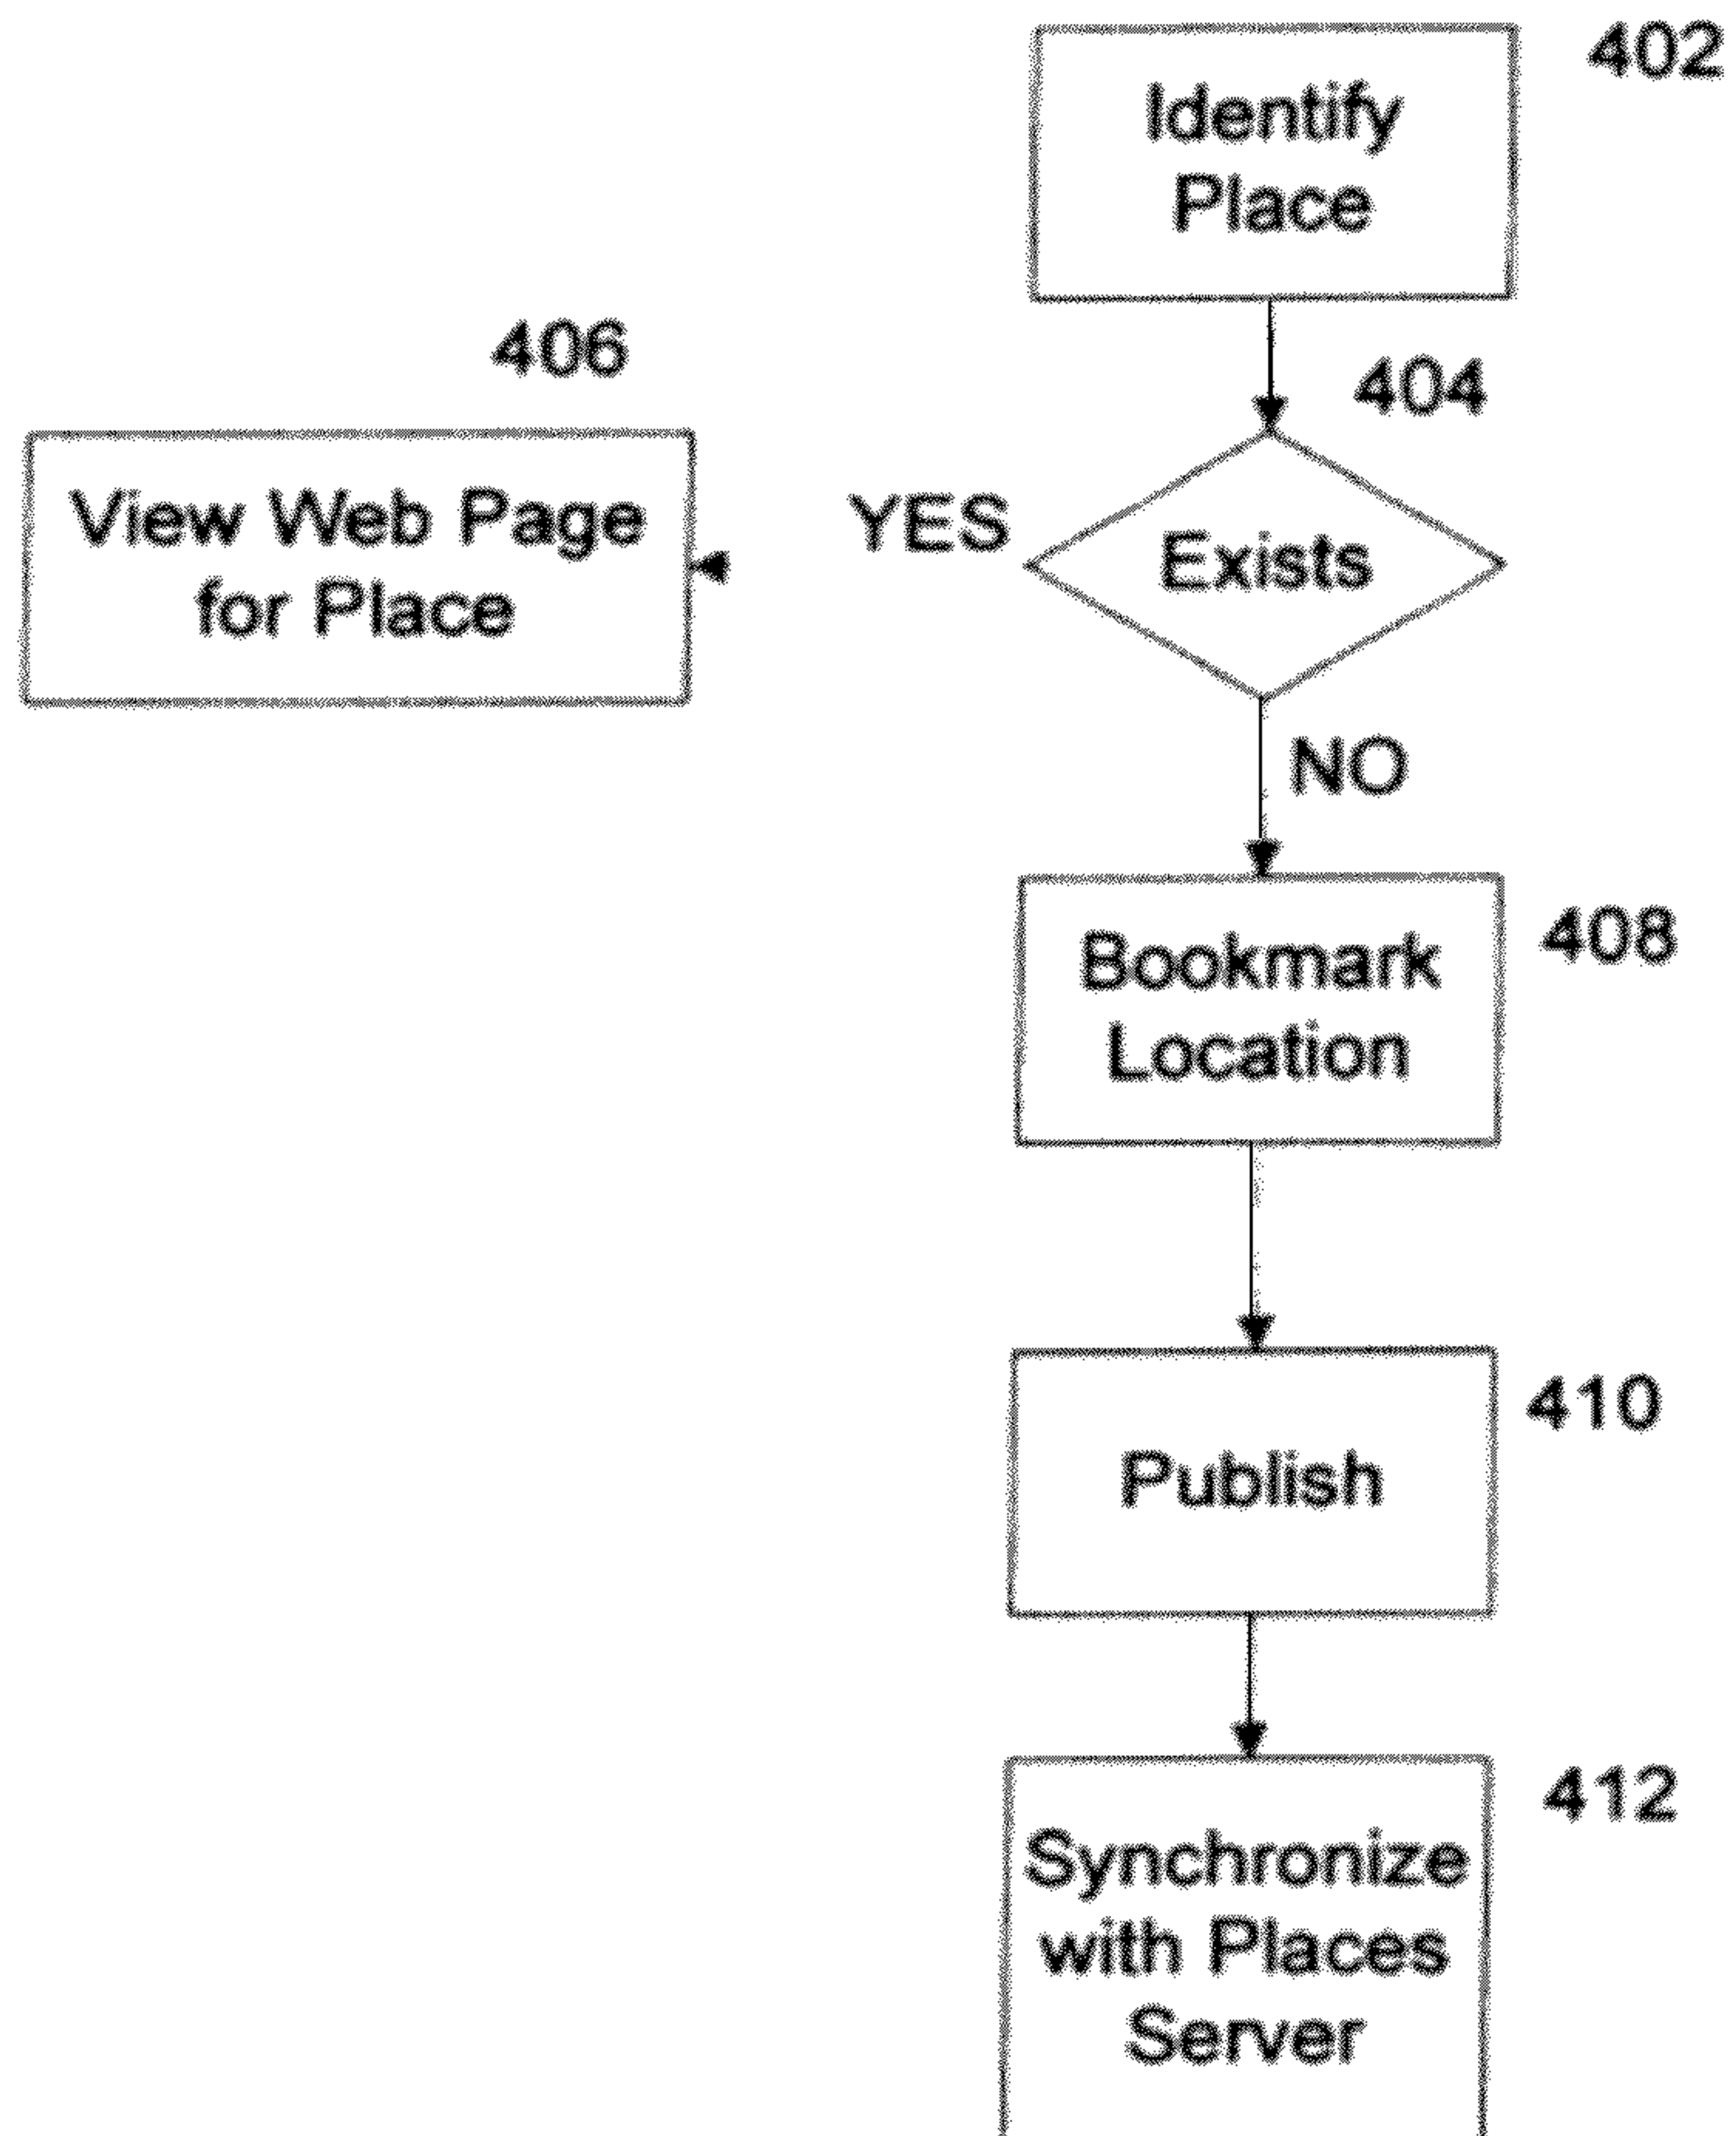 402
Identify
Place
406
404
View Web Page
for Place
YES
Exists
NO
408
Bookmark
Location
410
Publish
412
Synchronize
with Places
Server